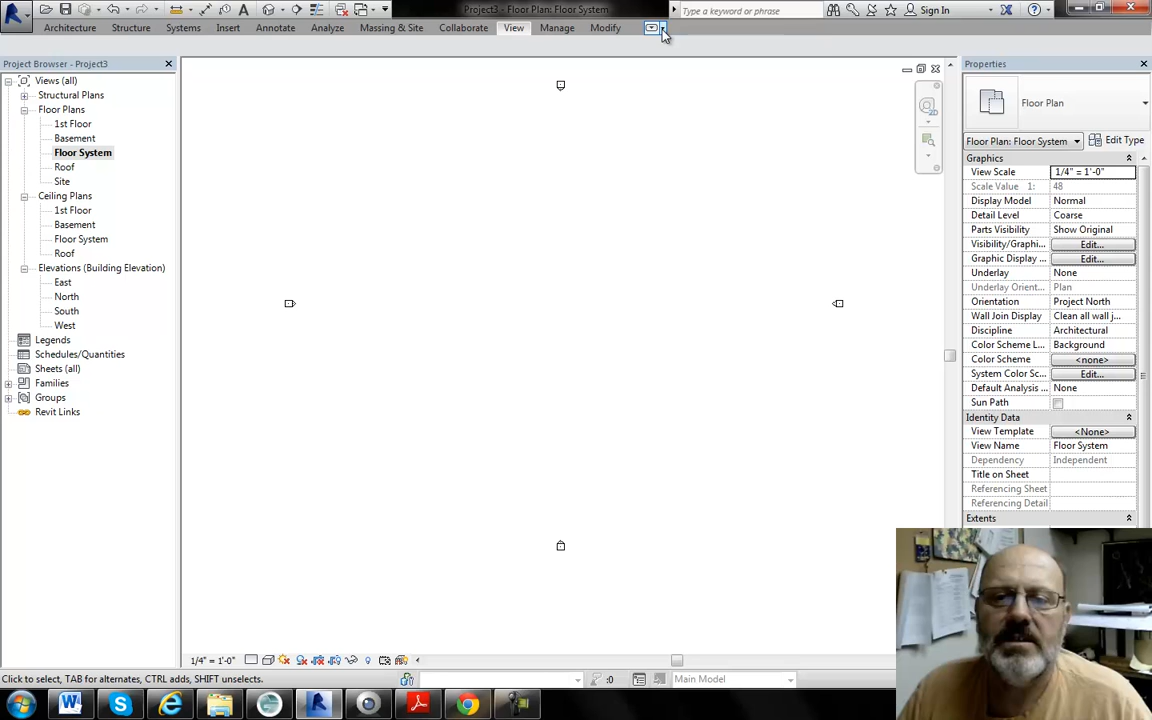 Project3 - Floor Plan: Floor System
Type a keyword or phrase
Sign In
Architecture Structure Systems Insert Annotate Analyze Massing & Site Collaborate View Manage Modify
Project Browser - Project3
Views (all)
Structural Plans
Floor Plans
1st Floor
Basement
Floor System
Roof
Site
Ceiling Plans
1st Floor
Basement
Floor System
Roof
Elevations (Building Elevation)
East
North
South
West
Legends
Schedules/Quantities
Sheets (all)
Families
Groups
Revit Links
2D
Properties
Floor Plan
Floor Plan: Floor System Edit Type
Graphics
View Scale 1/4" = 1'-0"
Scale Value 1: 48
Display Model Normal
Detail Level Coarse
Parts Visibility Show Original
Visibility/Graphi... Edit...
Graphic Display ... Edit...
Underlay None
Underlay Orient... Plan
Orientation Project North
Wall Join Display Clean all wall j...
Discipline Architectural
Color Scheme L... Background
Color Scheme <none>
System Color Sc... Edit...
Default Analysis ... None
Sun Path
Identity Data
View Template <None>
View Name Floor System
Dependency Independent
Title on Sheet
Referencing Sheet
Referencing Detail
Extents
1/4" = 1'-0"
Click to select, TAB for alternates, CTRL adds, SHIFT unselects.
:0
Main Model